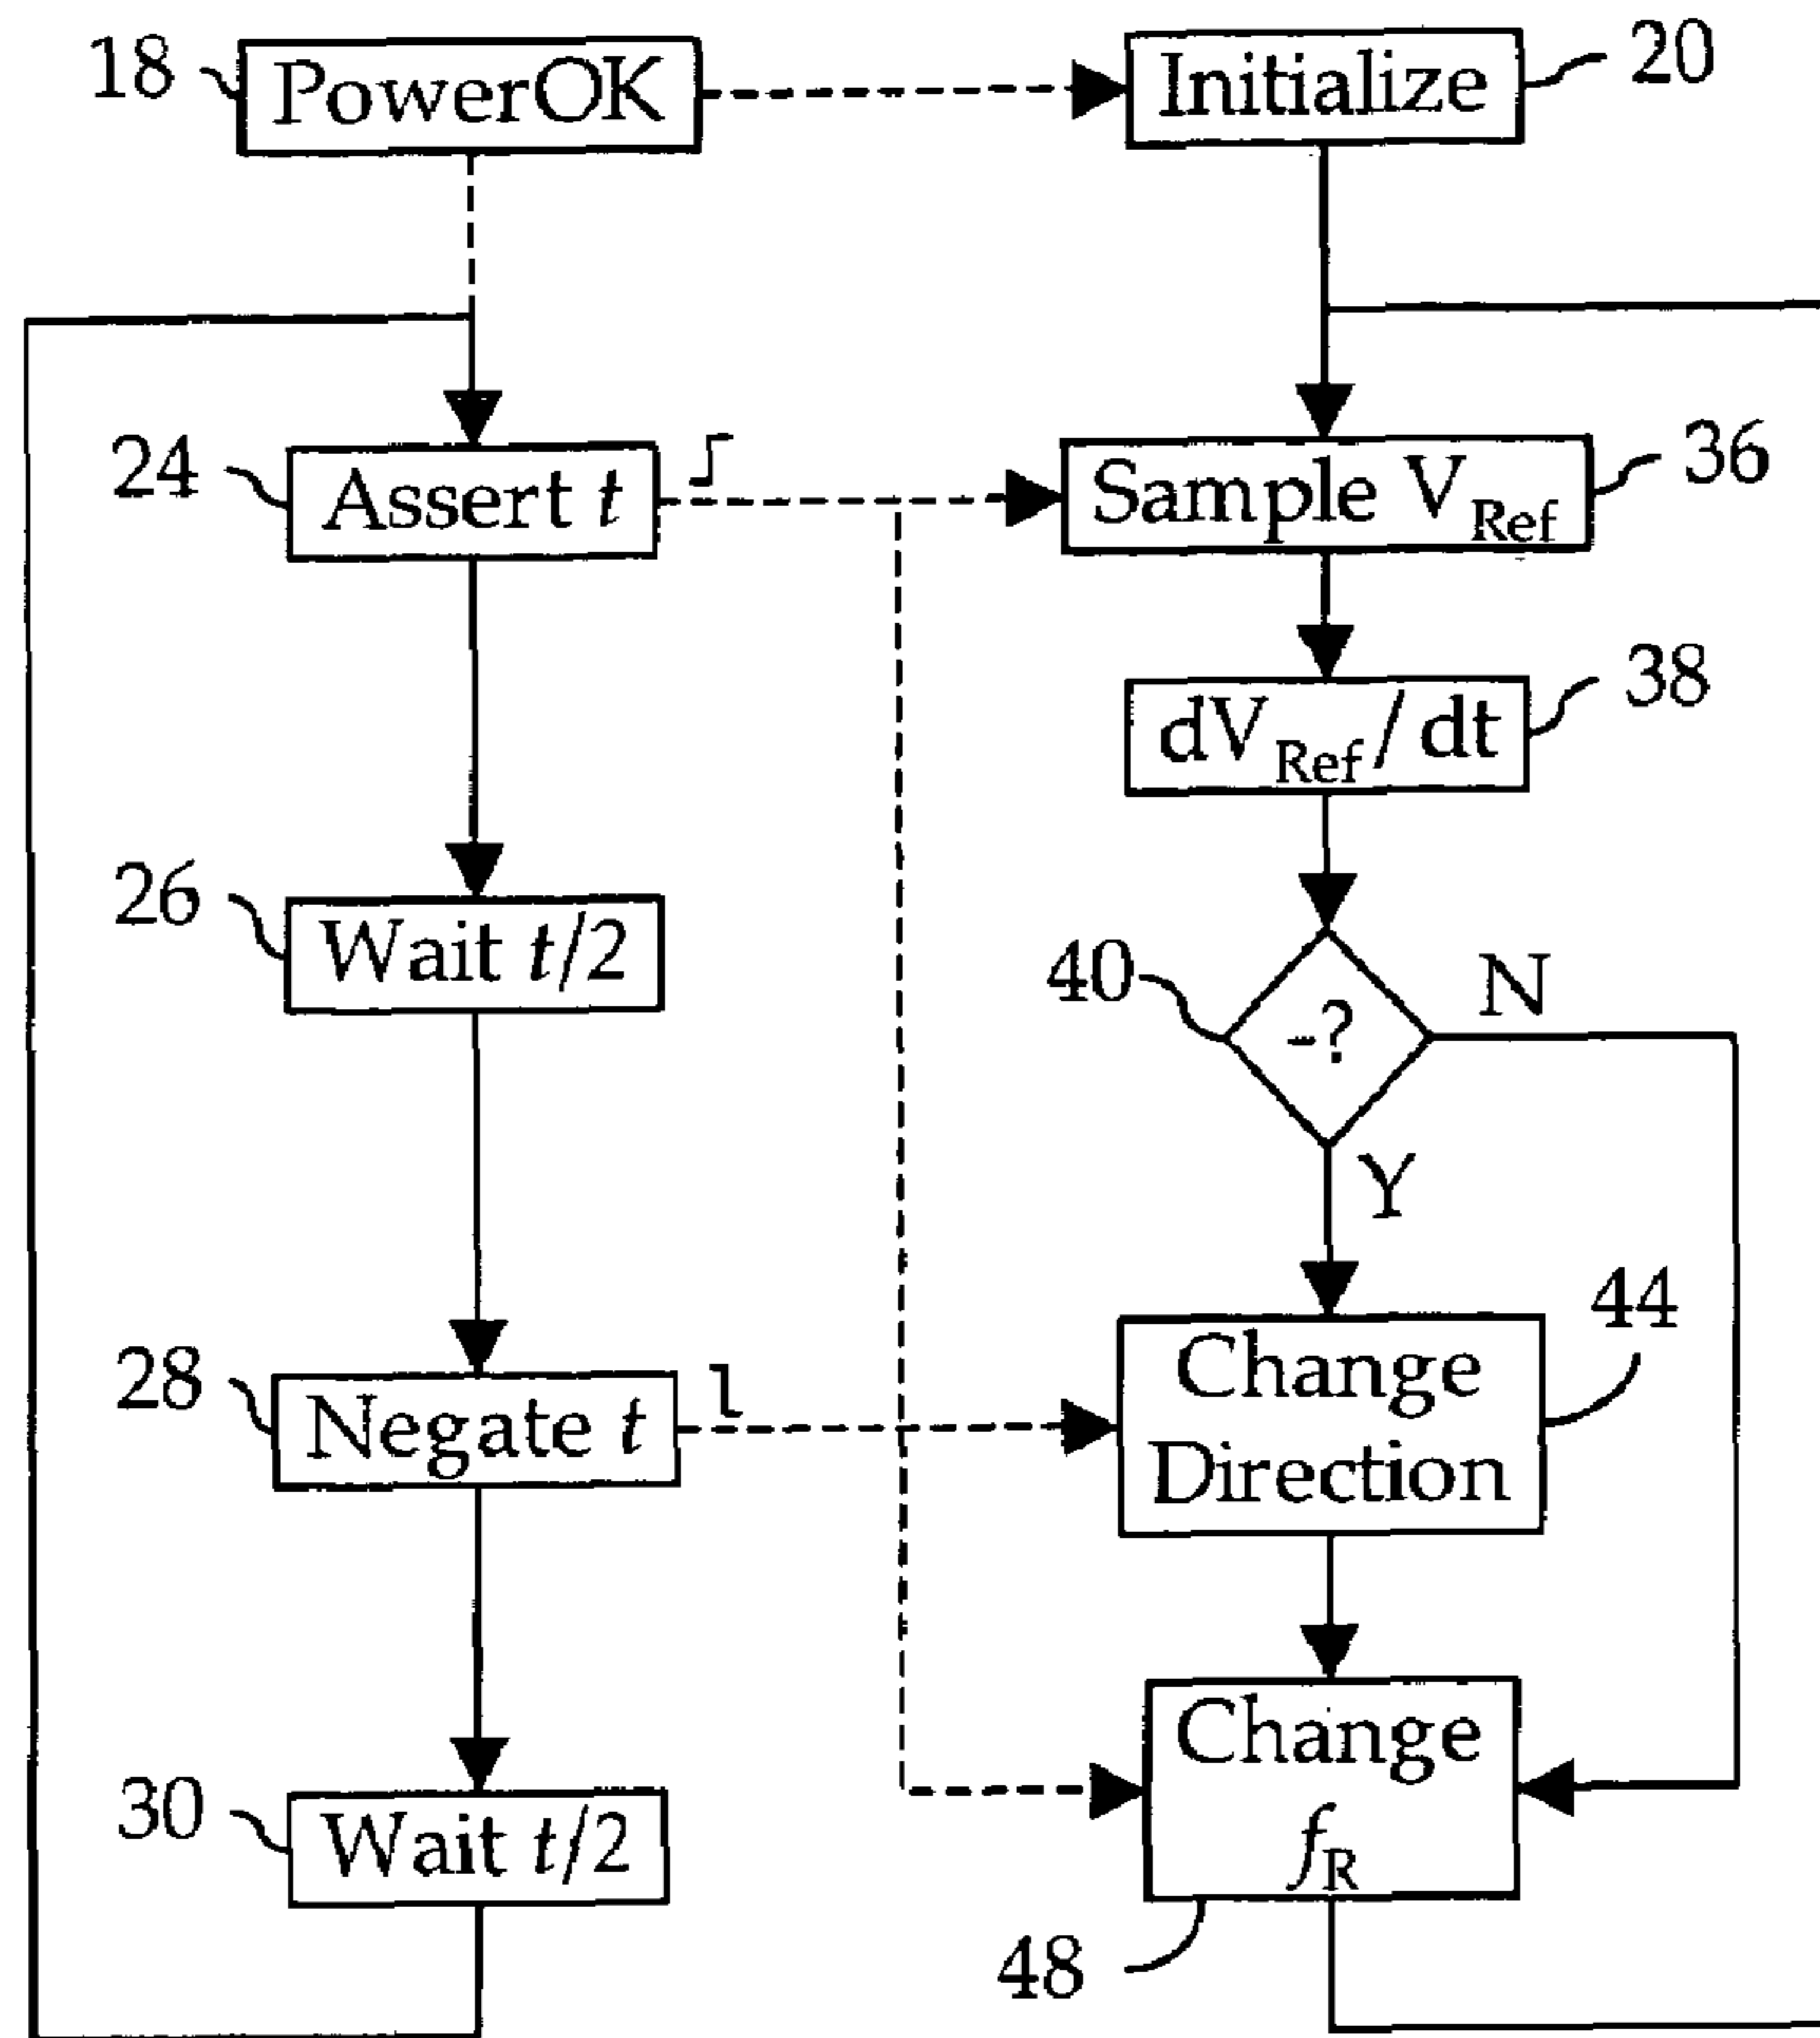 18 PowerOK
Initialize 20
24 Assert t
Sample V_Ref 36
dV_Ref/dt 38
26 Wait t/2
40 -? N
Y
44
28 Negate t
Change
Direction
30 Wait t/2
Change
f_R
48